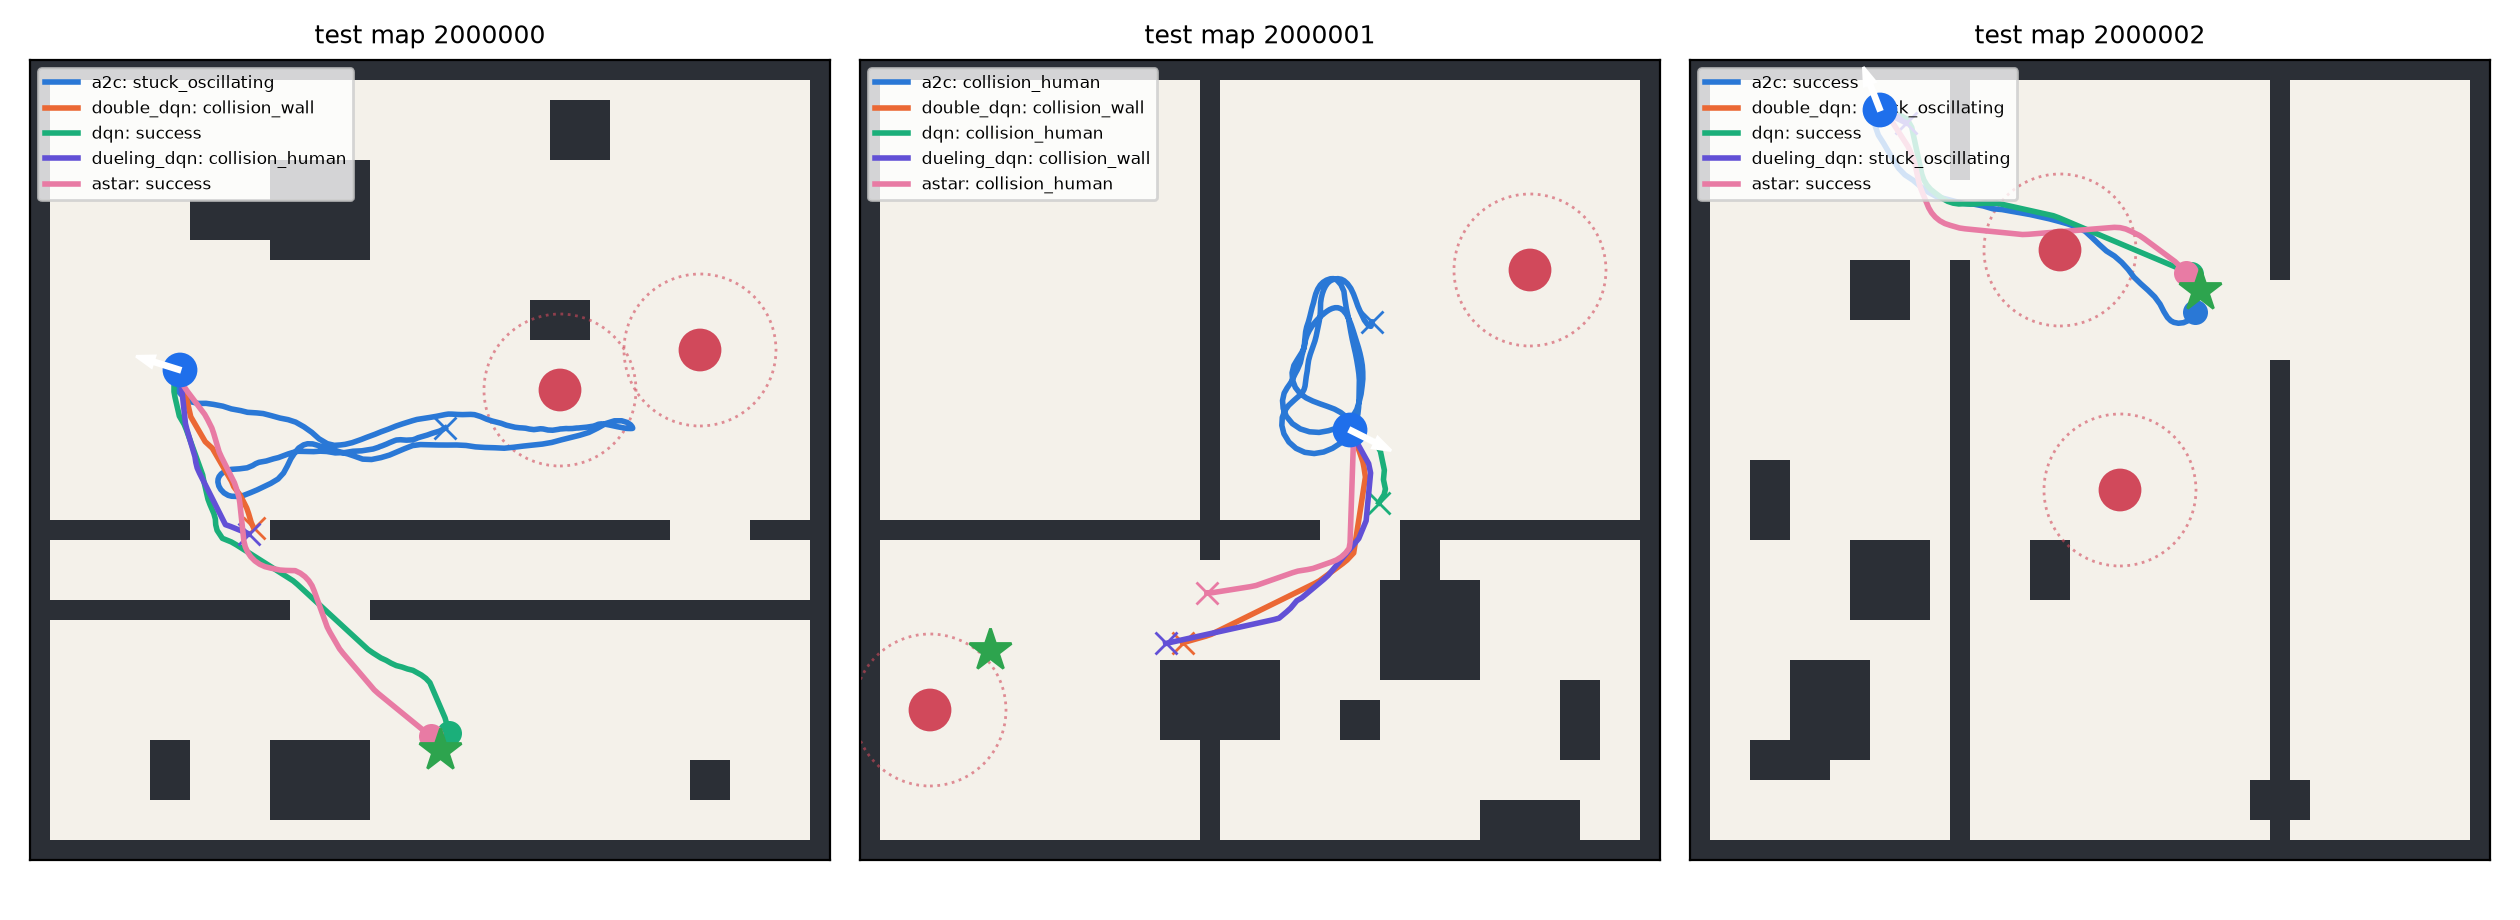 test map 2000000
a2c: stuck_oscillating
double_dqn: collision_wall
dqn: success
dueling_dqn: collision_human
astar: success
test map 2000001
a2c: collision_human
double_dqn: collision_wall
dqn: collision_human
dueling_dqn: collision_wall
astar: collision_human
test map 2000002
a2c: success
double_dqn: stuck_oscillating
dqn: success
dueling_dqn: stuck_oscillating
astar: success